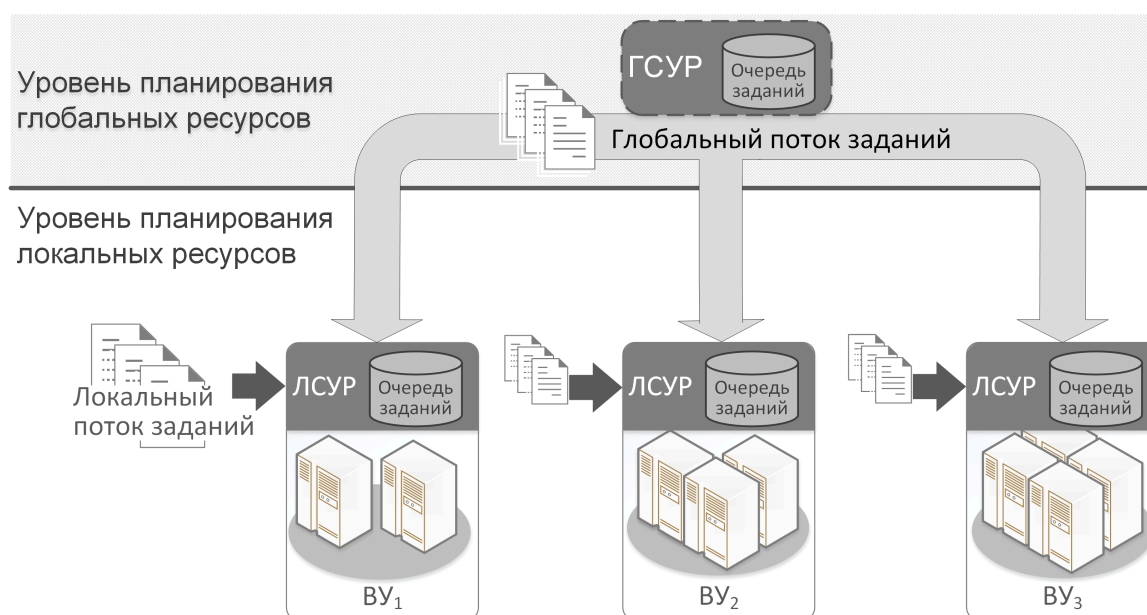 Уровень планирования
глобальных ресурсов
ГСУР
Очередь
заданий
Глобальный поток заданий
Уровень планирования
локальных ресурсов
Локальный
поток заданий
ЛСУР
Очередь
заданий
ВУ₁
ЛСУР
Очередь
заданий
ВУ₂
ЛСУР
Очередь
заданий
ВУ₃